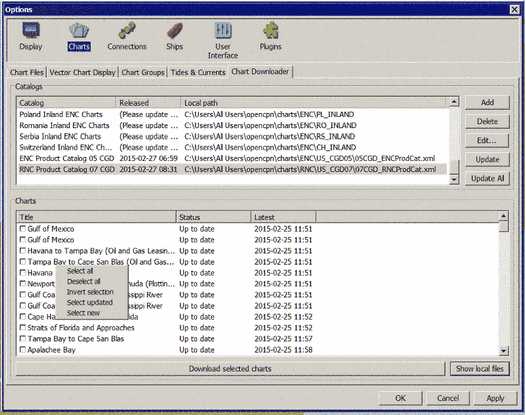 Options
Display Charts Connections Ships User Interface Plugins
Chart Files Vector Chart Display Chart Groups Tides & Currents Chart Downloader
Catalogs
Catalog Released Local path
Poland Inland ENC Charts (Please update ... C:\Users\All Users\opencpn\charts\ENC\PL_INLAND
Romania Inland ENC Charts (Please update ... C:\Users\All Users\opencpn\charts\ENC\RO_INLAND
Serbia Inland ENC Charts (Please update ... C:\Users\All Users\opencpn\charts\ENC\RS_INLAND
Switzerland Inland ENC Ch... (Please update ... C:\Users\All Users\opencpn\charts\ENC\CH_INLAND
ENC Product Catalog 05 CGD 2015-02-27 06:59 C:\Users\All Users\opencpn\charts\ENC\US_CGD05\05CGD_ENCProdCat.xml
RNC Product Catalog 07 CGD 2015-02-27 08:31 C:\Users\All Users\opencpn\charts\RNC\US_CGD07\07CGD_RNCProdCat.xml
Add
Delete
Edit...
Update
Update All
Charts
Title Status Latest
Gulf of Mexico Up to date 2015-02-25 11:51
Gulf of Mexico Up to date 2015-02-25 11:51
Havana to Tampa Bay (Oil and Gas Leasin... Up to date 2015-02-25 11:51
Tampa Bay to Cape San Blas (Oil and Gas... Up to date 2015-02-25 11:51
Havana Up to date 2015-02-25 11:51
Newport muda (Plottin... Up to date 2015-02-25 11:51
Gulf Coa ssippi River Up to date 2015-02-25 11:51
Gulf Coa ssippi River Up to date 2015-02-25 11:51
Cape Ha da Up to date 2015-02-25 11:52
Straits of Florida and Approaches Up to date 2015-02-25 11:52
Tampa Bay to Cape San Blas Up to date 2015-02-25 11:57
Apalachee Bay Up to date 2015-02-25 11:58
Select all
Deselect all
Invert selection
Select updated
Select new
Download selected charts Show local files
OK Cancel Apply